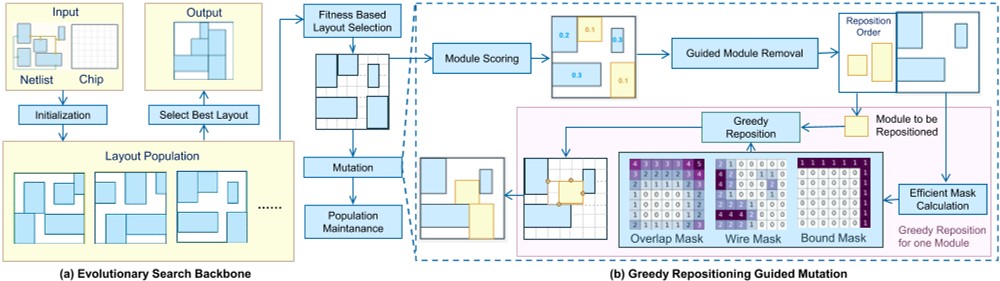 Input
Netlist
Chip
Output
Initialization
Select Best Layout
Layout Population
......
(a) Evolutionary Search Backbone
Fitness Based
Layout Selection
Mutation
Population
Maintanance
Module Scoring
0.2
0.1
0.3
0.3
0.1
Guided Module Removal
Reposition
Order
Greedy
Reposition
Module to be
Repositioned
Overlap Mask
Wire Mask
Bound Mask
Efficient Mask
Calculation
Greedy Reposition
for one Module
(b) Greedy Repositioning Guided Mutation